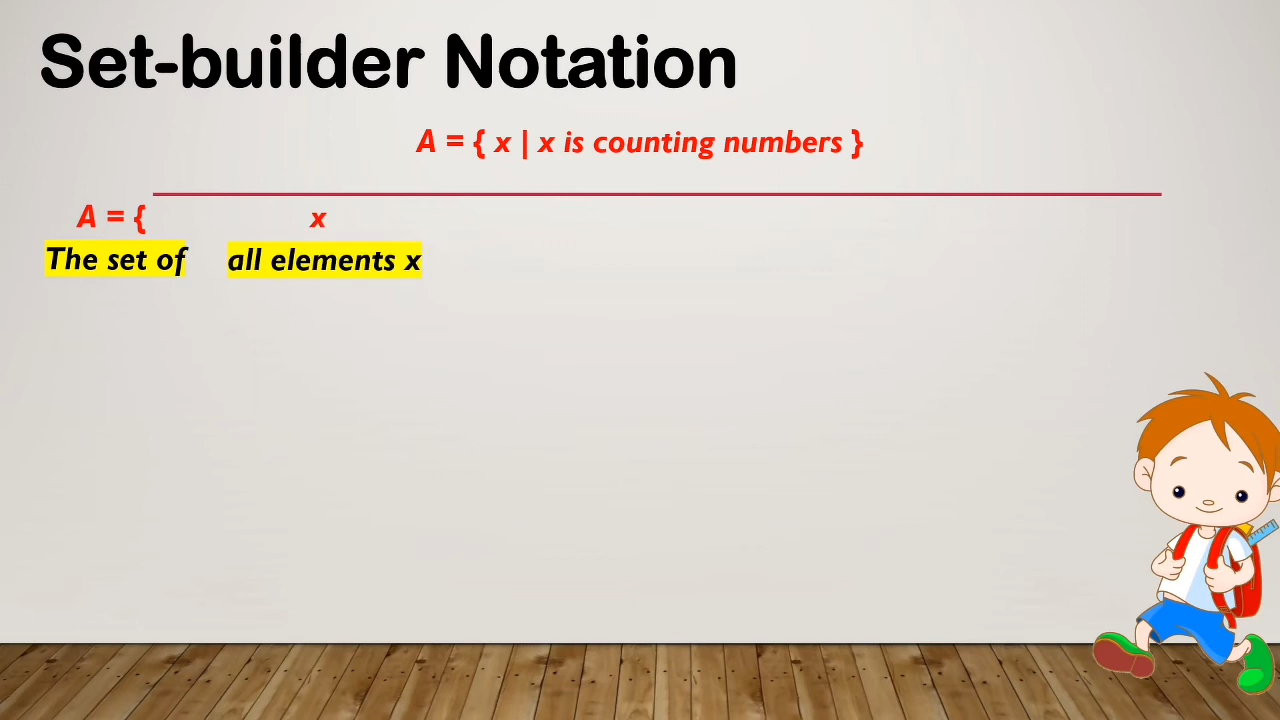 Set-builder Notation
A = { x | x is counting numbers }
A = { x
The set of all elements x